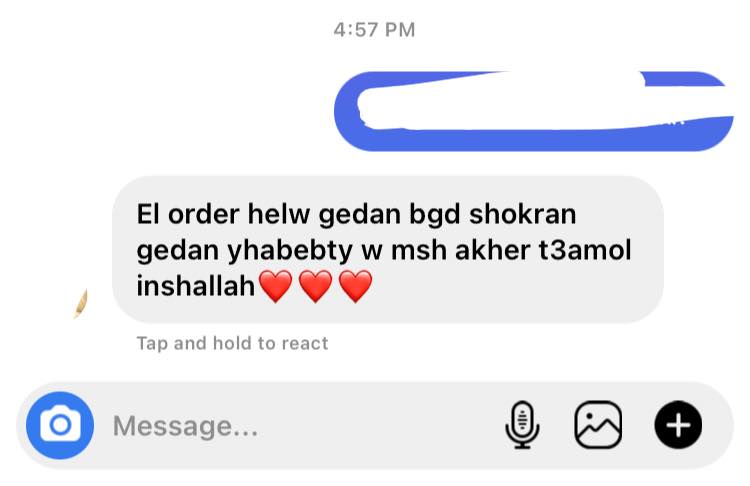 4:57 PM
El order helw gedan bgd shokran
gedan yhabebty w msh akher t3amol
inshallah❤️❤️❤️
Tap and hold to react
Message...